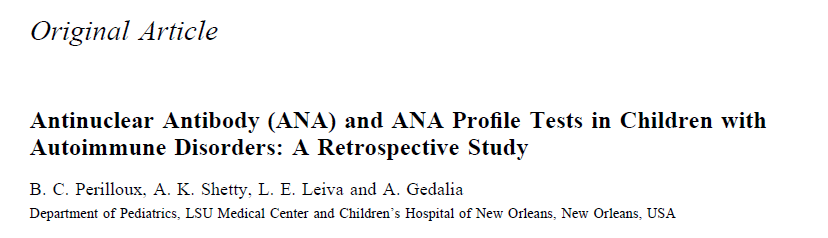 Original Article
Antinuclear Antibody (ANA) and ANA Profile Tests in Children with
Autoimmune Disorders: A Retrospective Study
B. C. Perilloux, A. K. Shetty, L. E. Leiva and A. Gedalia
Department of Pediatrics, LSU Medical Center and Children's Hospital of New Orleans, New Orleans, USA